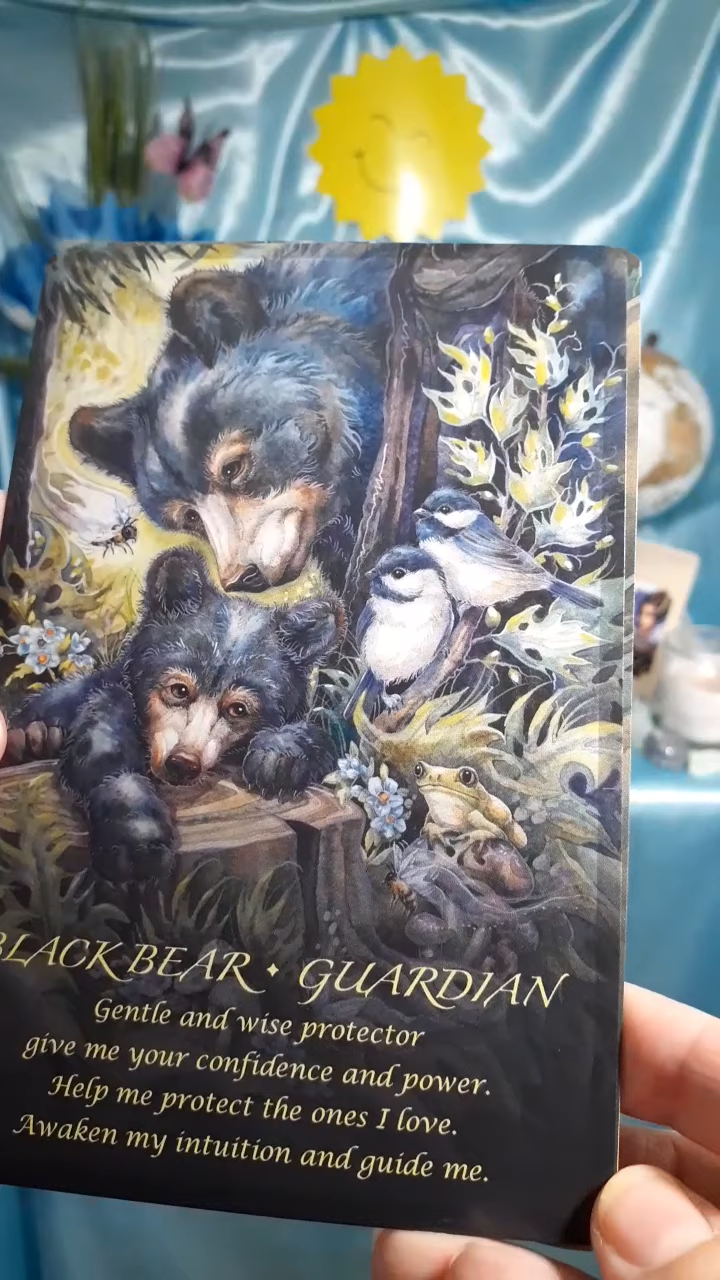 BLACK BEAR ✦ GUARDIAN
Gentle and wise protector
give me your confidence and power.
Help me protect the ones I love.
Awaken my intuition and guide me.